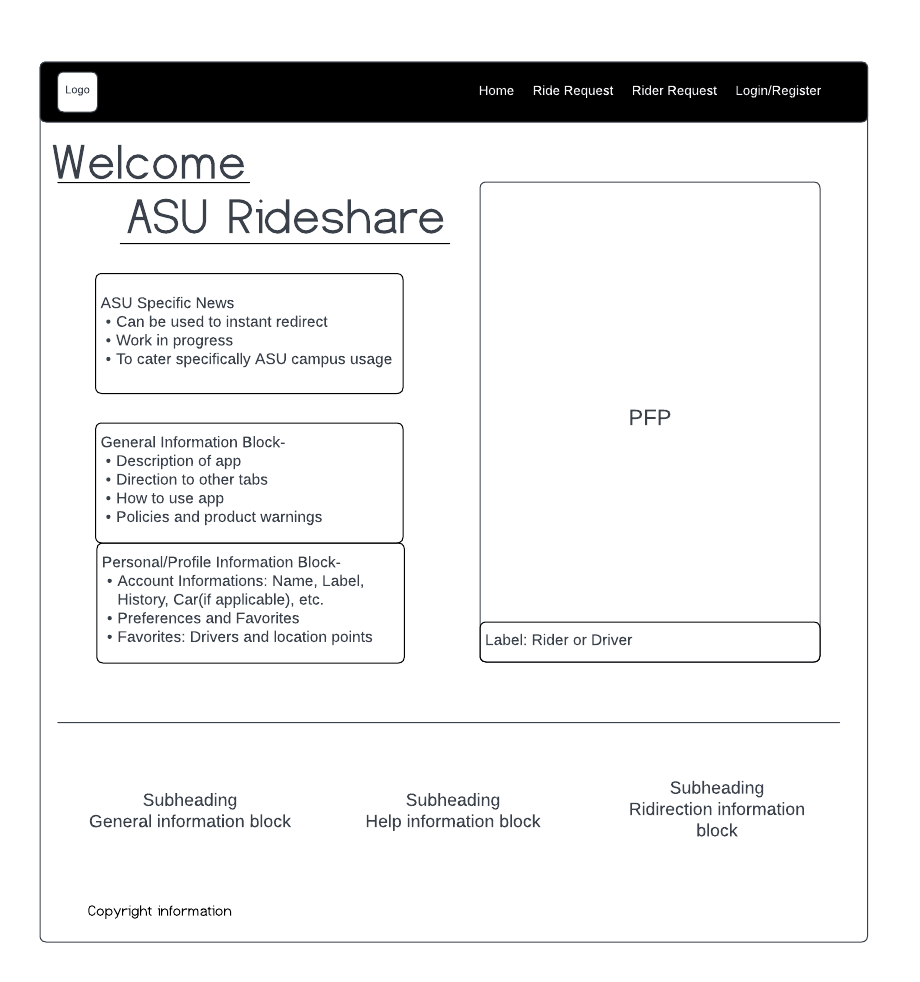 Logo
Home Ride Request Rider Request Login/Register
Welcome
ASU Rideshare
ASU Specific News
• Can be used to instant redirect
• Work in progress
• To cater specifically ASU campus usage
General Information Block-
• Description of app
• Direction to other tabs
• How to use app
• Policies and product warnings
Personal/Profile Information Block-
• Account Informations: Name, Label,
History, Car(if applicable), etc.
• Preferences and Favorites
• Favorites: Drivers and location points
PFP
Label: Rider or Driver
Subheading
General information block
Subheading
Help information block
Subheading
Ridirection information
block
Copyright information